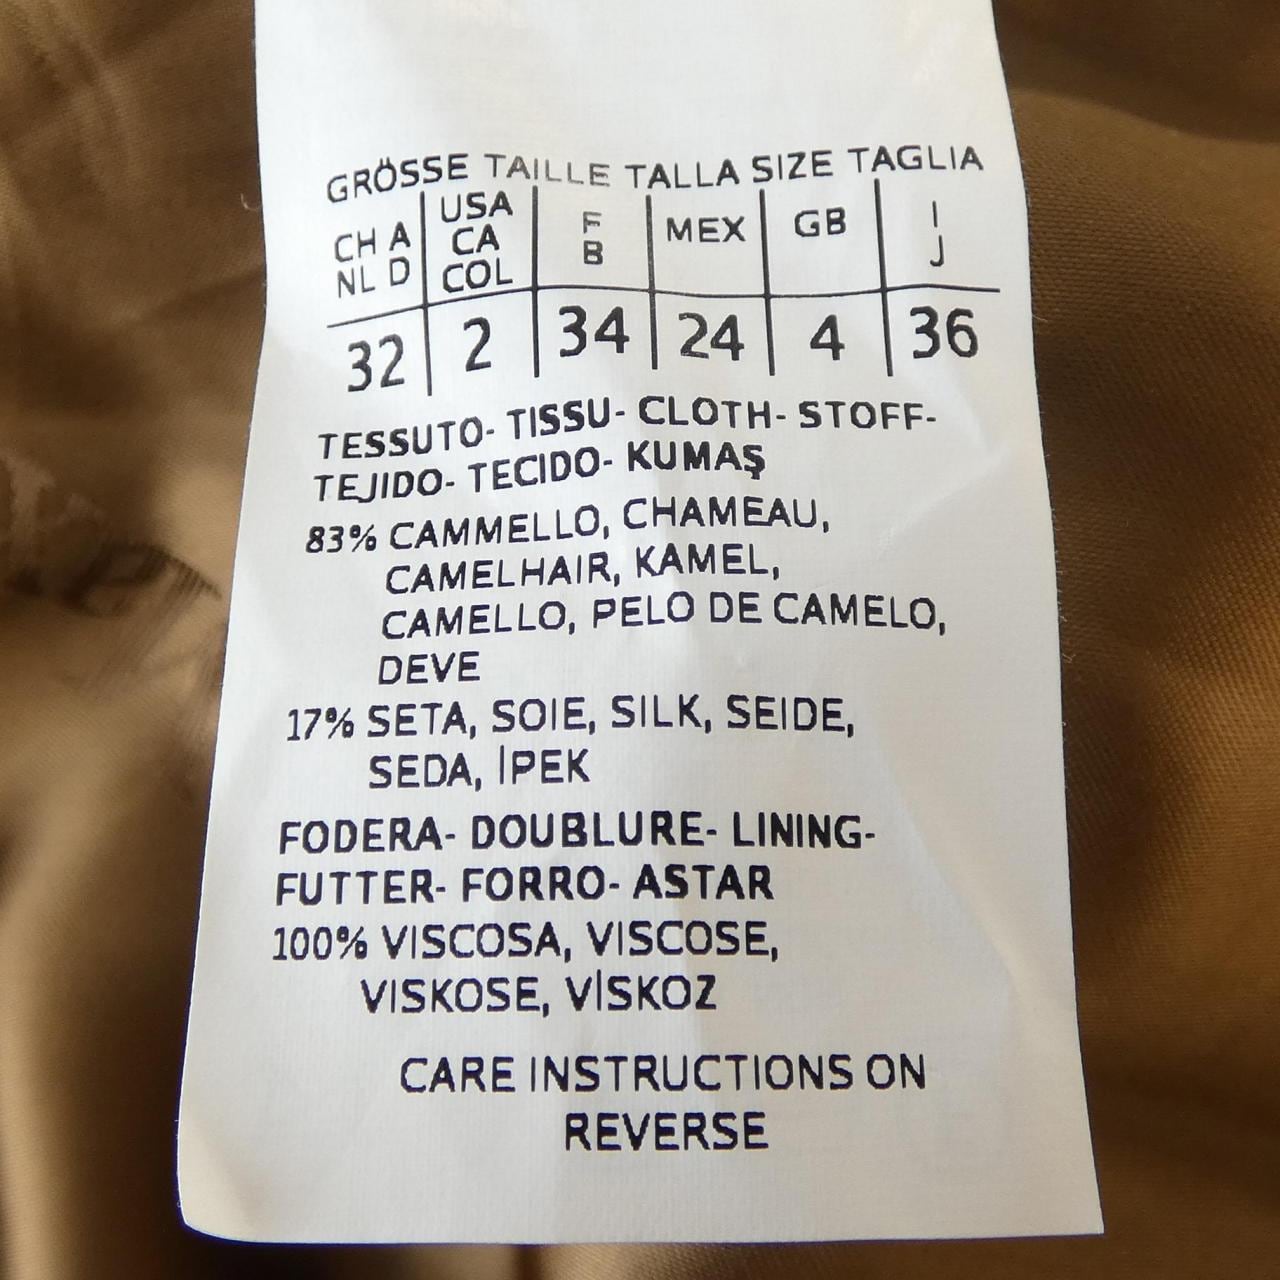 GRÖSSE TAILLE TALLA SIZE TAGLIA
CH A
NL D
USA
CA
COL
F
B
MEX
GB
I
J
32 2 34 24 4 36
TESSUTO- TISSU- CLOTH- STOFF-
TEJIDO- TECIDO- KUMAŞ
83% CAMMELLO, CHAMEAU,
CAMELHAIR, KAMEL,
CAMELLO, PELO DE CAMELO,
DEVE
17% SETA, SOIE, SILK, SEIDE,
SEDA, İPEK
FODERA- DOUBLURE- LINING-
FUTTER- FORRO- ASTAR
100% VISCOSA, VISCOSE,
VISKOSE, VİSKOZ
CARE INSTRUCTIONS ON
REVERSE